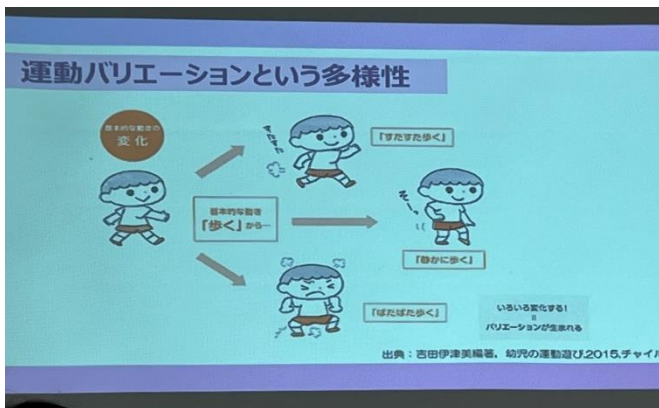 運動バリエーションという多様性
基本的な動きの
変化
すたすた
「すたすた歩く」
基本的な動き
「歩く」から…
そーっ
「静かに歩く」
「ばたばた歩く」
いろいろ変化する!
=
バリエーションが生まれる
出典:吉田伊津美編著,幼児の運動遊び,2015,チャイル